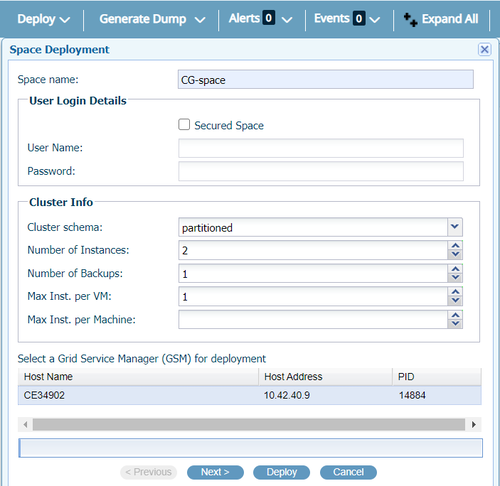 Deploy Generate Dump Alerts 0 Events 0 Expand All
Space Deployment
Space name: CG-space
User Login Details
Secured Space
User Name:
Password:
Cluster Info
Cluster schema: partitioned
Number of Instances: 2
Number of Backups: 1
Max Inst. per VM: 1
Max Inst. per Machine:
Select a Grid Service Manager (GSM) for deployment
Host Name Host Address PID
CE34902 10.42.40.9 14884
< Previous Next > Deploy Cancel